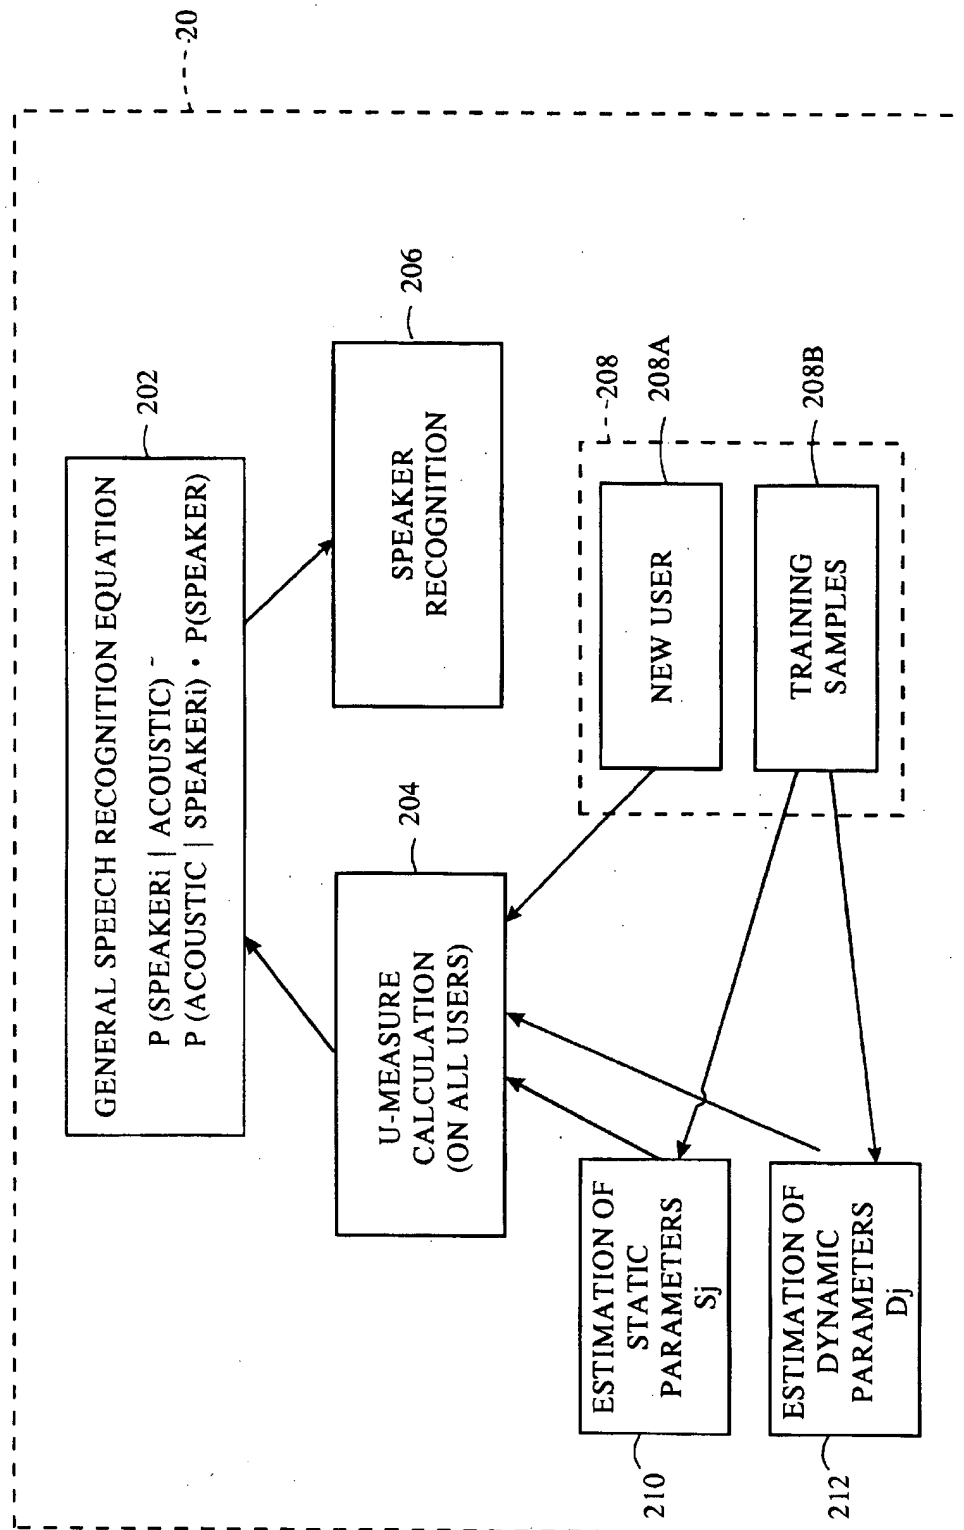 20
202
GENERAL SPEECH RECOGNITION EQUATION
P (SPEAKERi | ACOUSTIC) ~
P (ACOUSTIC | SPEAKERi) • P(SPEAKER)
204
U-MEASURE
CALCULATION
(ON ALL USERS)
206
SPEAKER
RECOGNITION
208
208A
NEW USER
208B
TRAINING
SAMPLES
210
ESTIMATION OF
STATIC
PARAMETERS
Sj
212
ESTIMATION OF
DYNAMIC
PARAMETERS
Dj